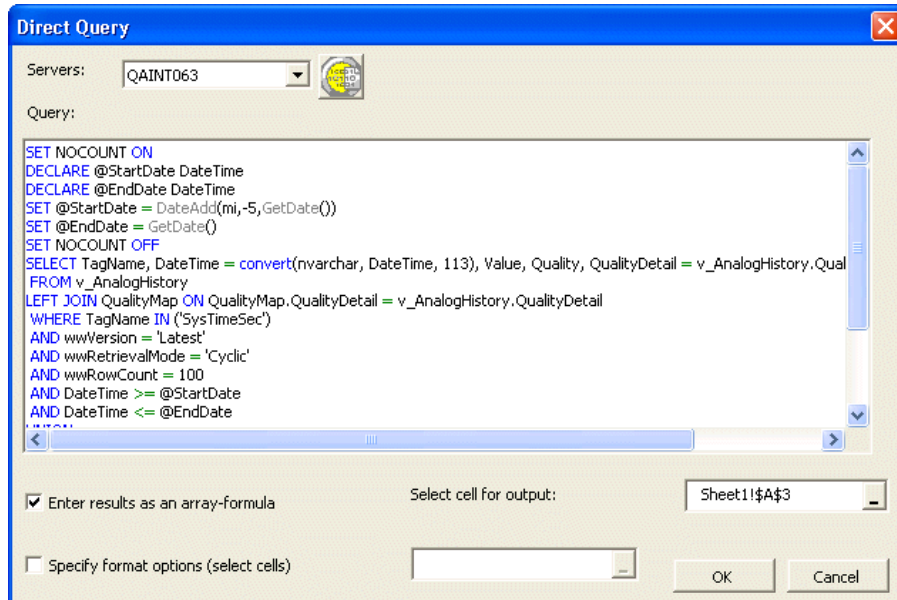 Direct Query
Servers: QAINT063
Query:
SET NOCOUNT ON
DECLARE @StartDate DateTime
DECLARE @EndDate DateTime
SET @StartDate = DateAdd(mi,-5,GetDate())
SET @EndDate = GetDate()
SET NOCOUNT OFF
SELECT TagName, DateTime = convert(nvarchar, DateTime, 113), Value, Quality, QualityDetail = v_AnalogHistory.Qual
FROM v_AnalogHistory
LEFT JOIN QualityMap ON QualityMap.QualityDetail = v_AnalogHistory.QualityDetail
WHERE TagName IN ('SysTimeSec')
AND wwVersion = 'Latest'
AND wwRetrievalMode = 'Cyclic'
AND wwRowCount = 100
AND DateTime >= @StartDate
AND DateTime <= @EndDate
UNION
Enter results as an array-formula Select cell for output: Sheet1!$A$3 _
Specify format options (select cells) _ OK Cancel